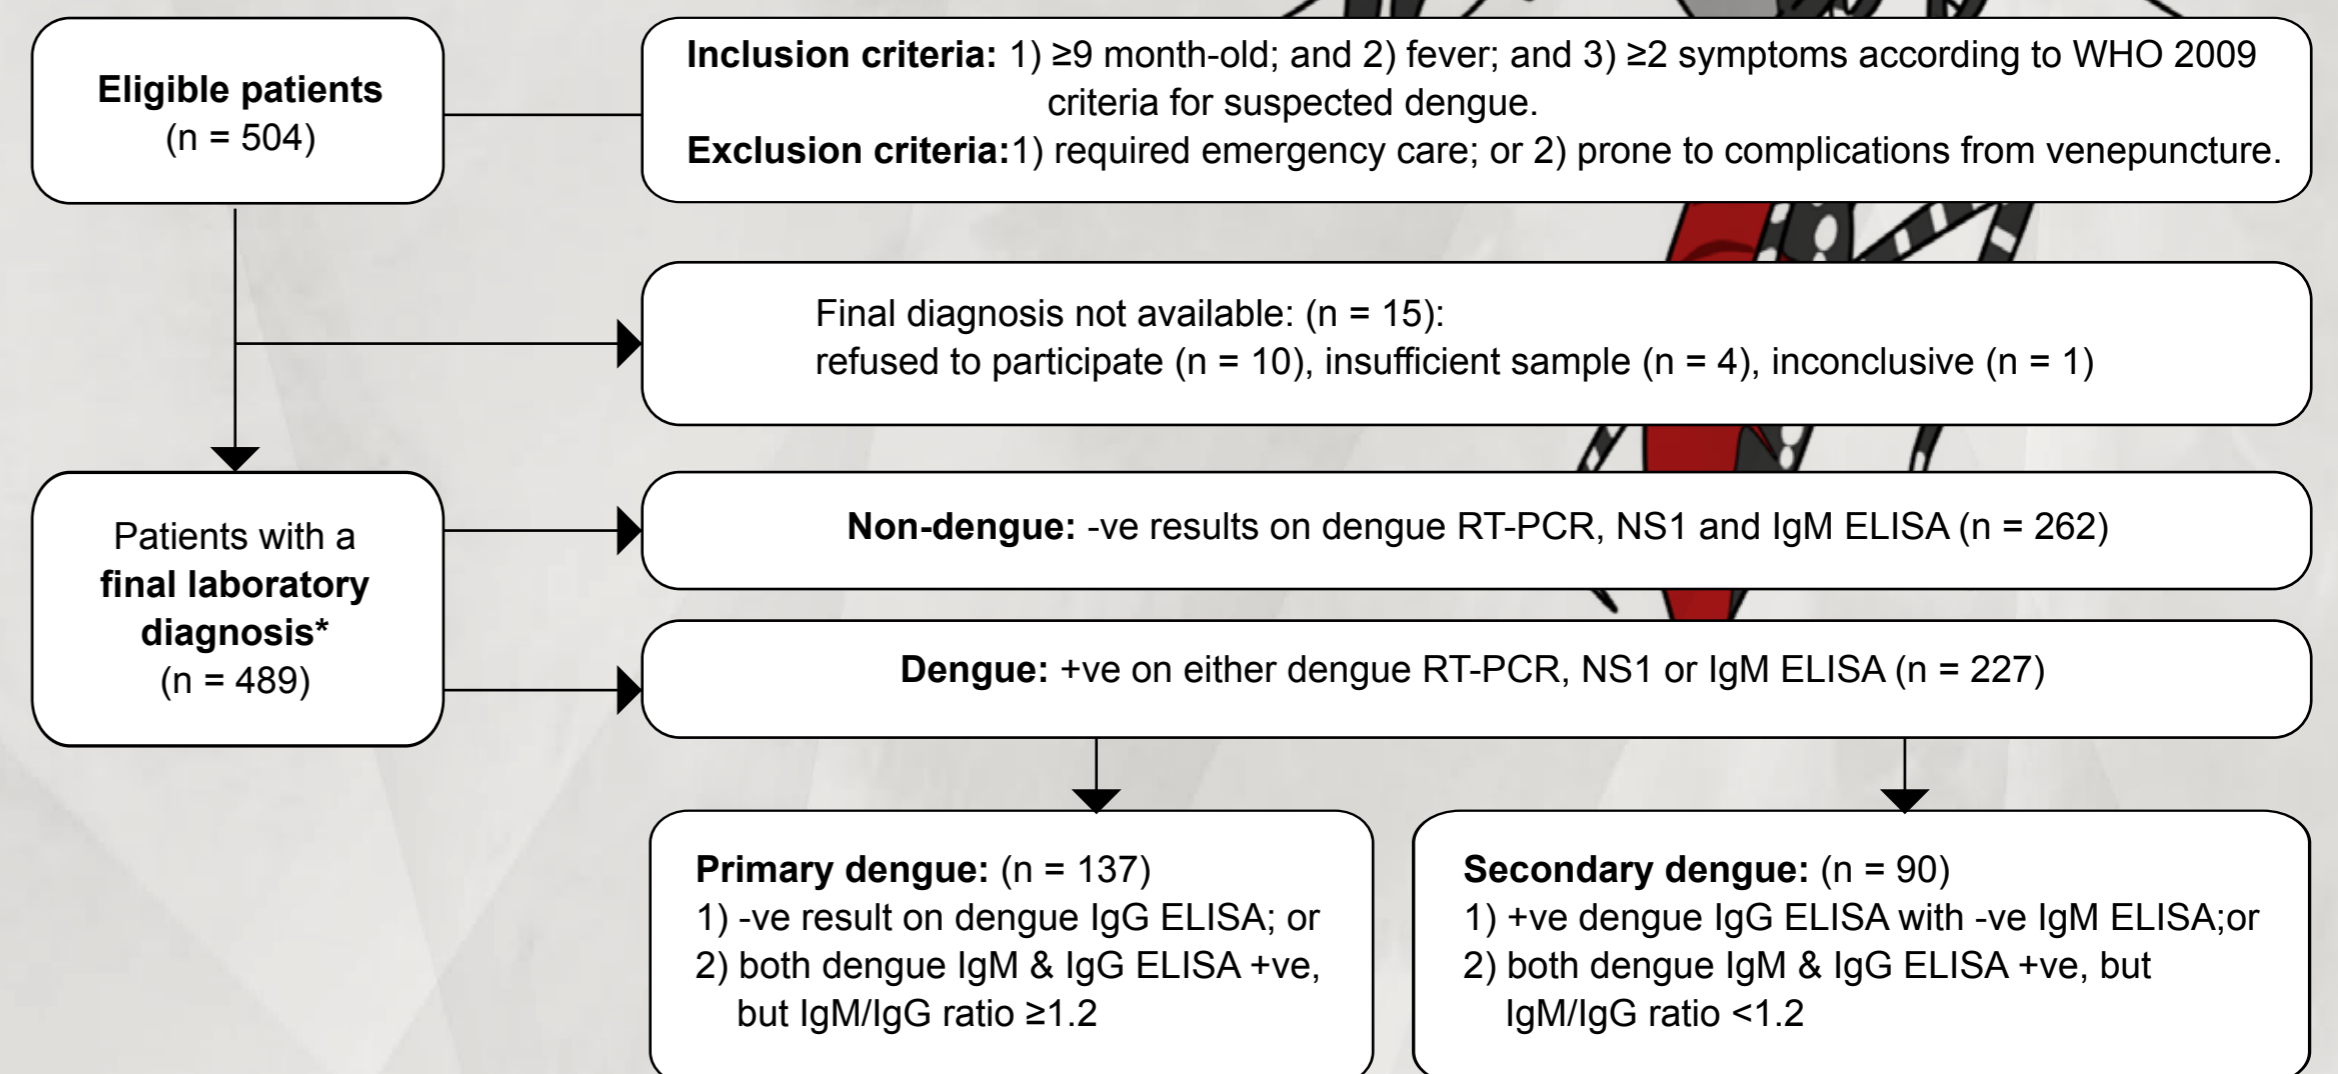 Eligible patients
(n = 504)
Inclusion criteria: 1) ≥9 month-old; and 2) fever; and 3) ≥2 symptoms according to WHO 2009
criteria for suspected dengue.
Exclusion criteria:1) required emergency care; or 2) prone to complications from venepuncture.
Final diagnosis not available: (n = 15):
refused to participate (n = 10), insufficient sample (n = 4), inconclusive (n = 1)
Patients with a
final laboratory
diagnosis*
(n = 489)
Non-dengue: -ve results on dengue RT-PCR, NS1 and IgM ELISA (n = 262)
Dengue: +ve on either dengue RT-PCR, NS1 or IgM ELISA (n = 227)
Primary dengue: (n = 137)
1) -ve result on dengue IgG ELISA; or
2) both dengue IgM & IgG ELISA +ve,
but IgM/IgG ratio ≥1.2
Secondary dengue: (n = 90)
1) +ve dengue IgG ELISA with -ve IgM ELISA;or
2) both dengue IgM & IgG ELISA +ve, but
IgM/IgG ratio <1.2